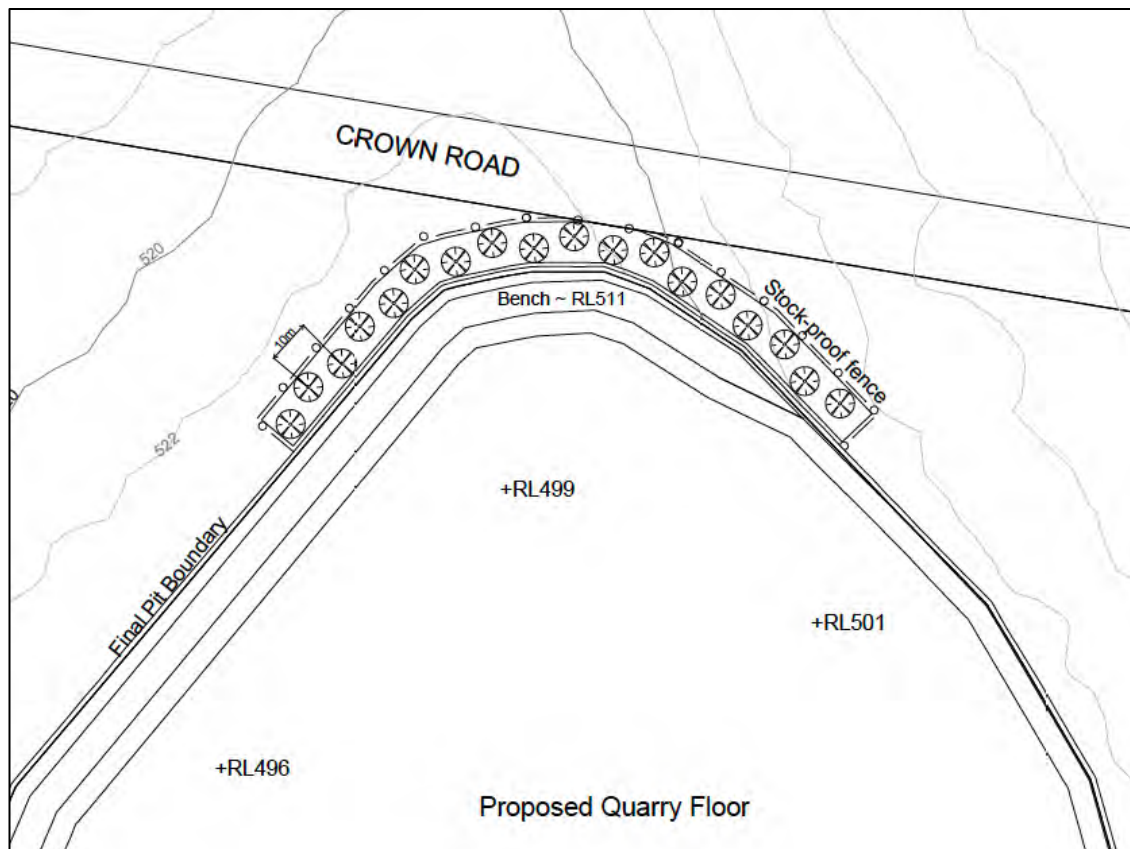 CROWN ROAD
520
Bench ~ RL511
Stock-proof fence
10m
522
+RL499
Final Pit Boundary
+RL501
+RL496
Proposed Quarry Floor